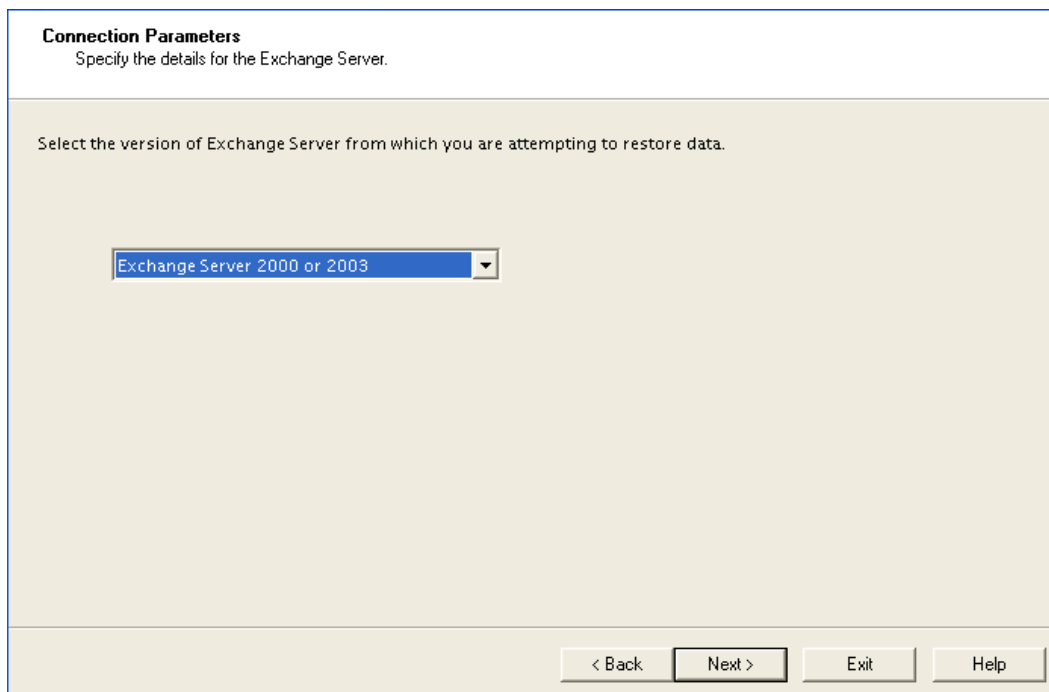 Connection Parameters
Specify the details for the Exchange Server.
Select the version of Exchange Server from which you are attempting to restore data.
Exchange Server 2000 or 2003
< Back Next > Exit Help